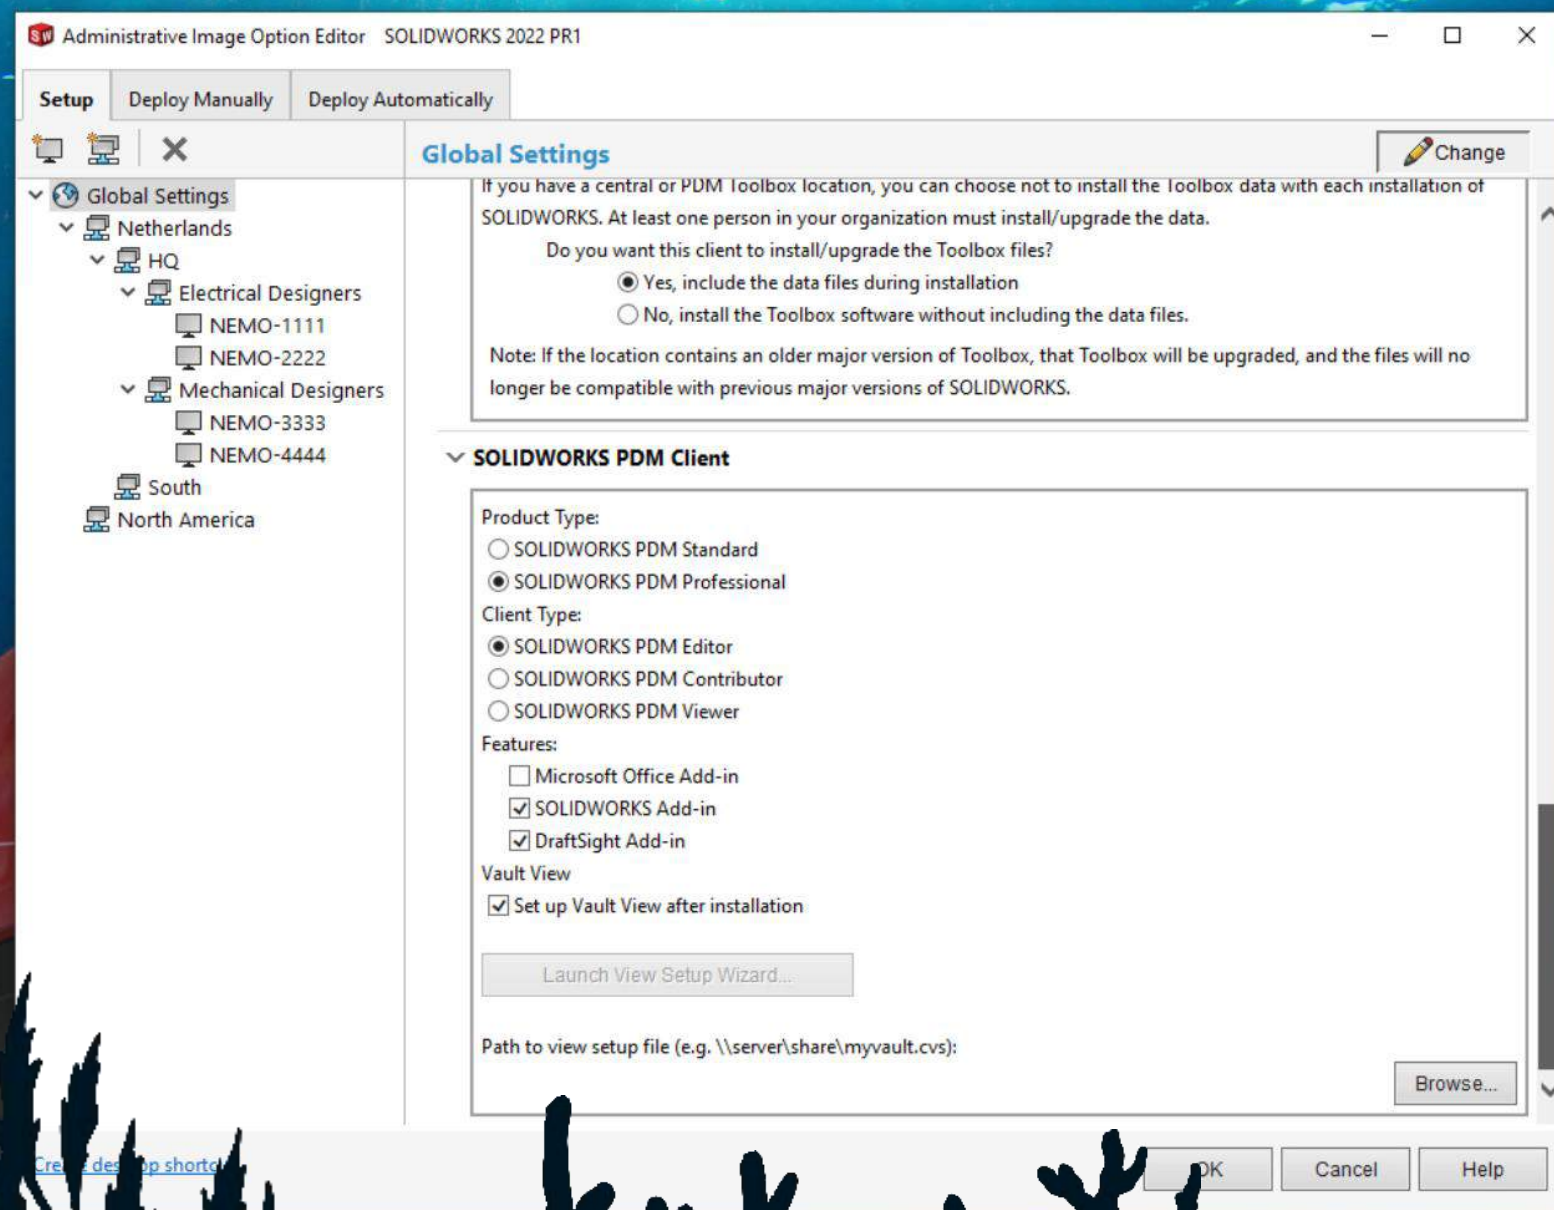 SW Administrative Image Option Editor SOLIDWORKS 2022 PR1
Setup Deploy Manually Deploy Automatically
Global Settings
Change
Global Settings
Netherlands
HQ
Electrical Designers
NEMO-1111
NEMO-2222
Mechanical Designers
NEMO-3333
NEMO-4444
South
North America
If you have a central or PDM Toolbox location, you can choose not to install the Toolbox data with each installation of
SOLIDWORKS. At least one person in your organization must install/upgrade the data.
Do you want this client to install/upgrade the Toolbox files?
Yes, include the data files during installation
No, install the Toolbox software without including the data files.
Note: If the location contains an older major version of Toolbox, that Toolbox will be upgraded, and the files will no
longer be compatible with previous major versions of SOLIDWORKS.
SOLIDWORKS PDM Client
Product Type:
SOLIDWORKS PDM Standard
SOLIDWORKS PDM Professional
Client Type:
SOLIDWORKS PDM Editor
SOLIDWORKS PDM Contributor
SOLIDWORKS PDM Viewer
Features:
Microsoft Office Add-in
SOLIDWORKS Add-in
DraftSight Add-in
Vault View
Set up Vault View after installation
Launch View Setup Wizard...
Path to view setup file (e.g. \\server\share\myvault.cvs):
Browse...
OK Cancel Help